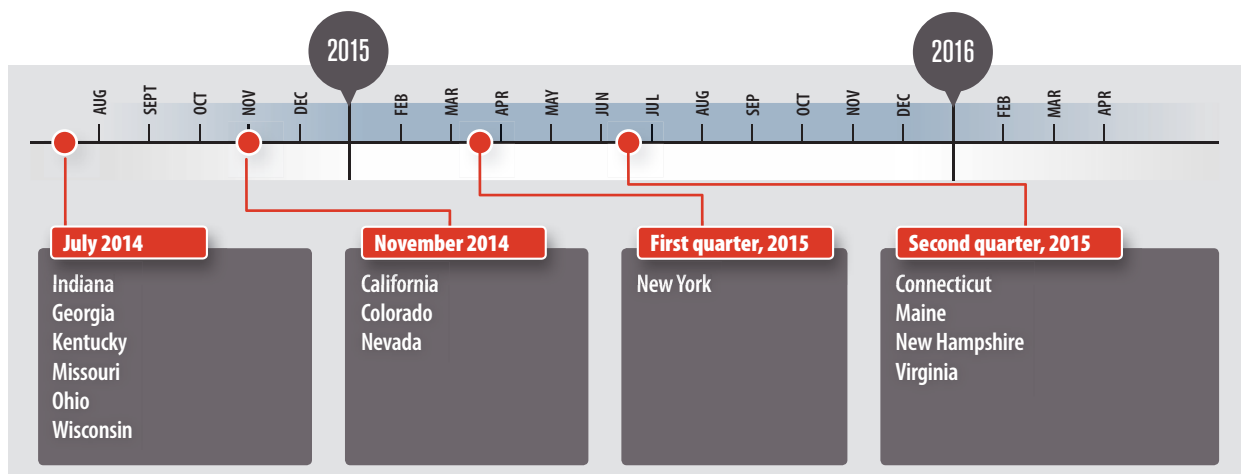 2015
2016
AUG
SEPT
OCT
NOV
DEC
FEB
MAR
APR
MAY
JUN
JUL
AUG
SEP
OCT
NOV
DEC
FEB
MAR
APR
July 2014
Indiana
Georgia
Kentucky
Missouri
Ohio
Wisconsin
November 2014
California
Colorado
Nevada
First quarter, 2015
New York
Second quarter, 2015
Connecticut
Maine
New Hampshire
Virginia